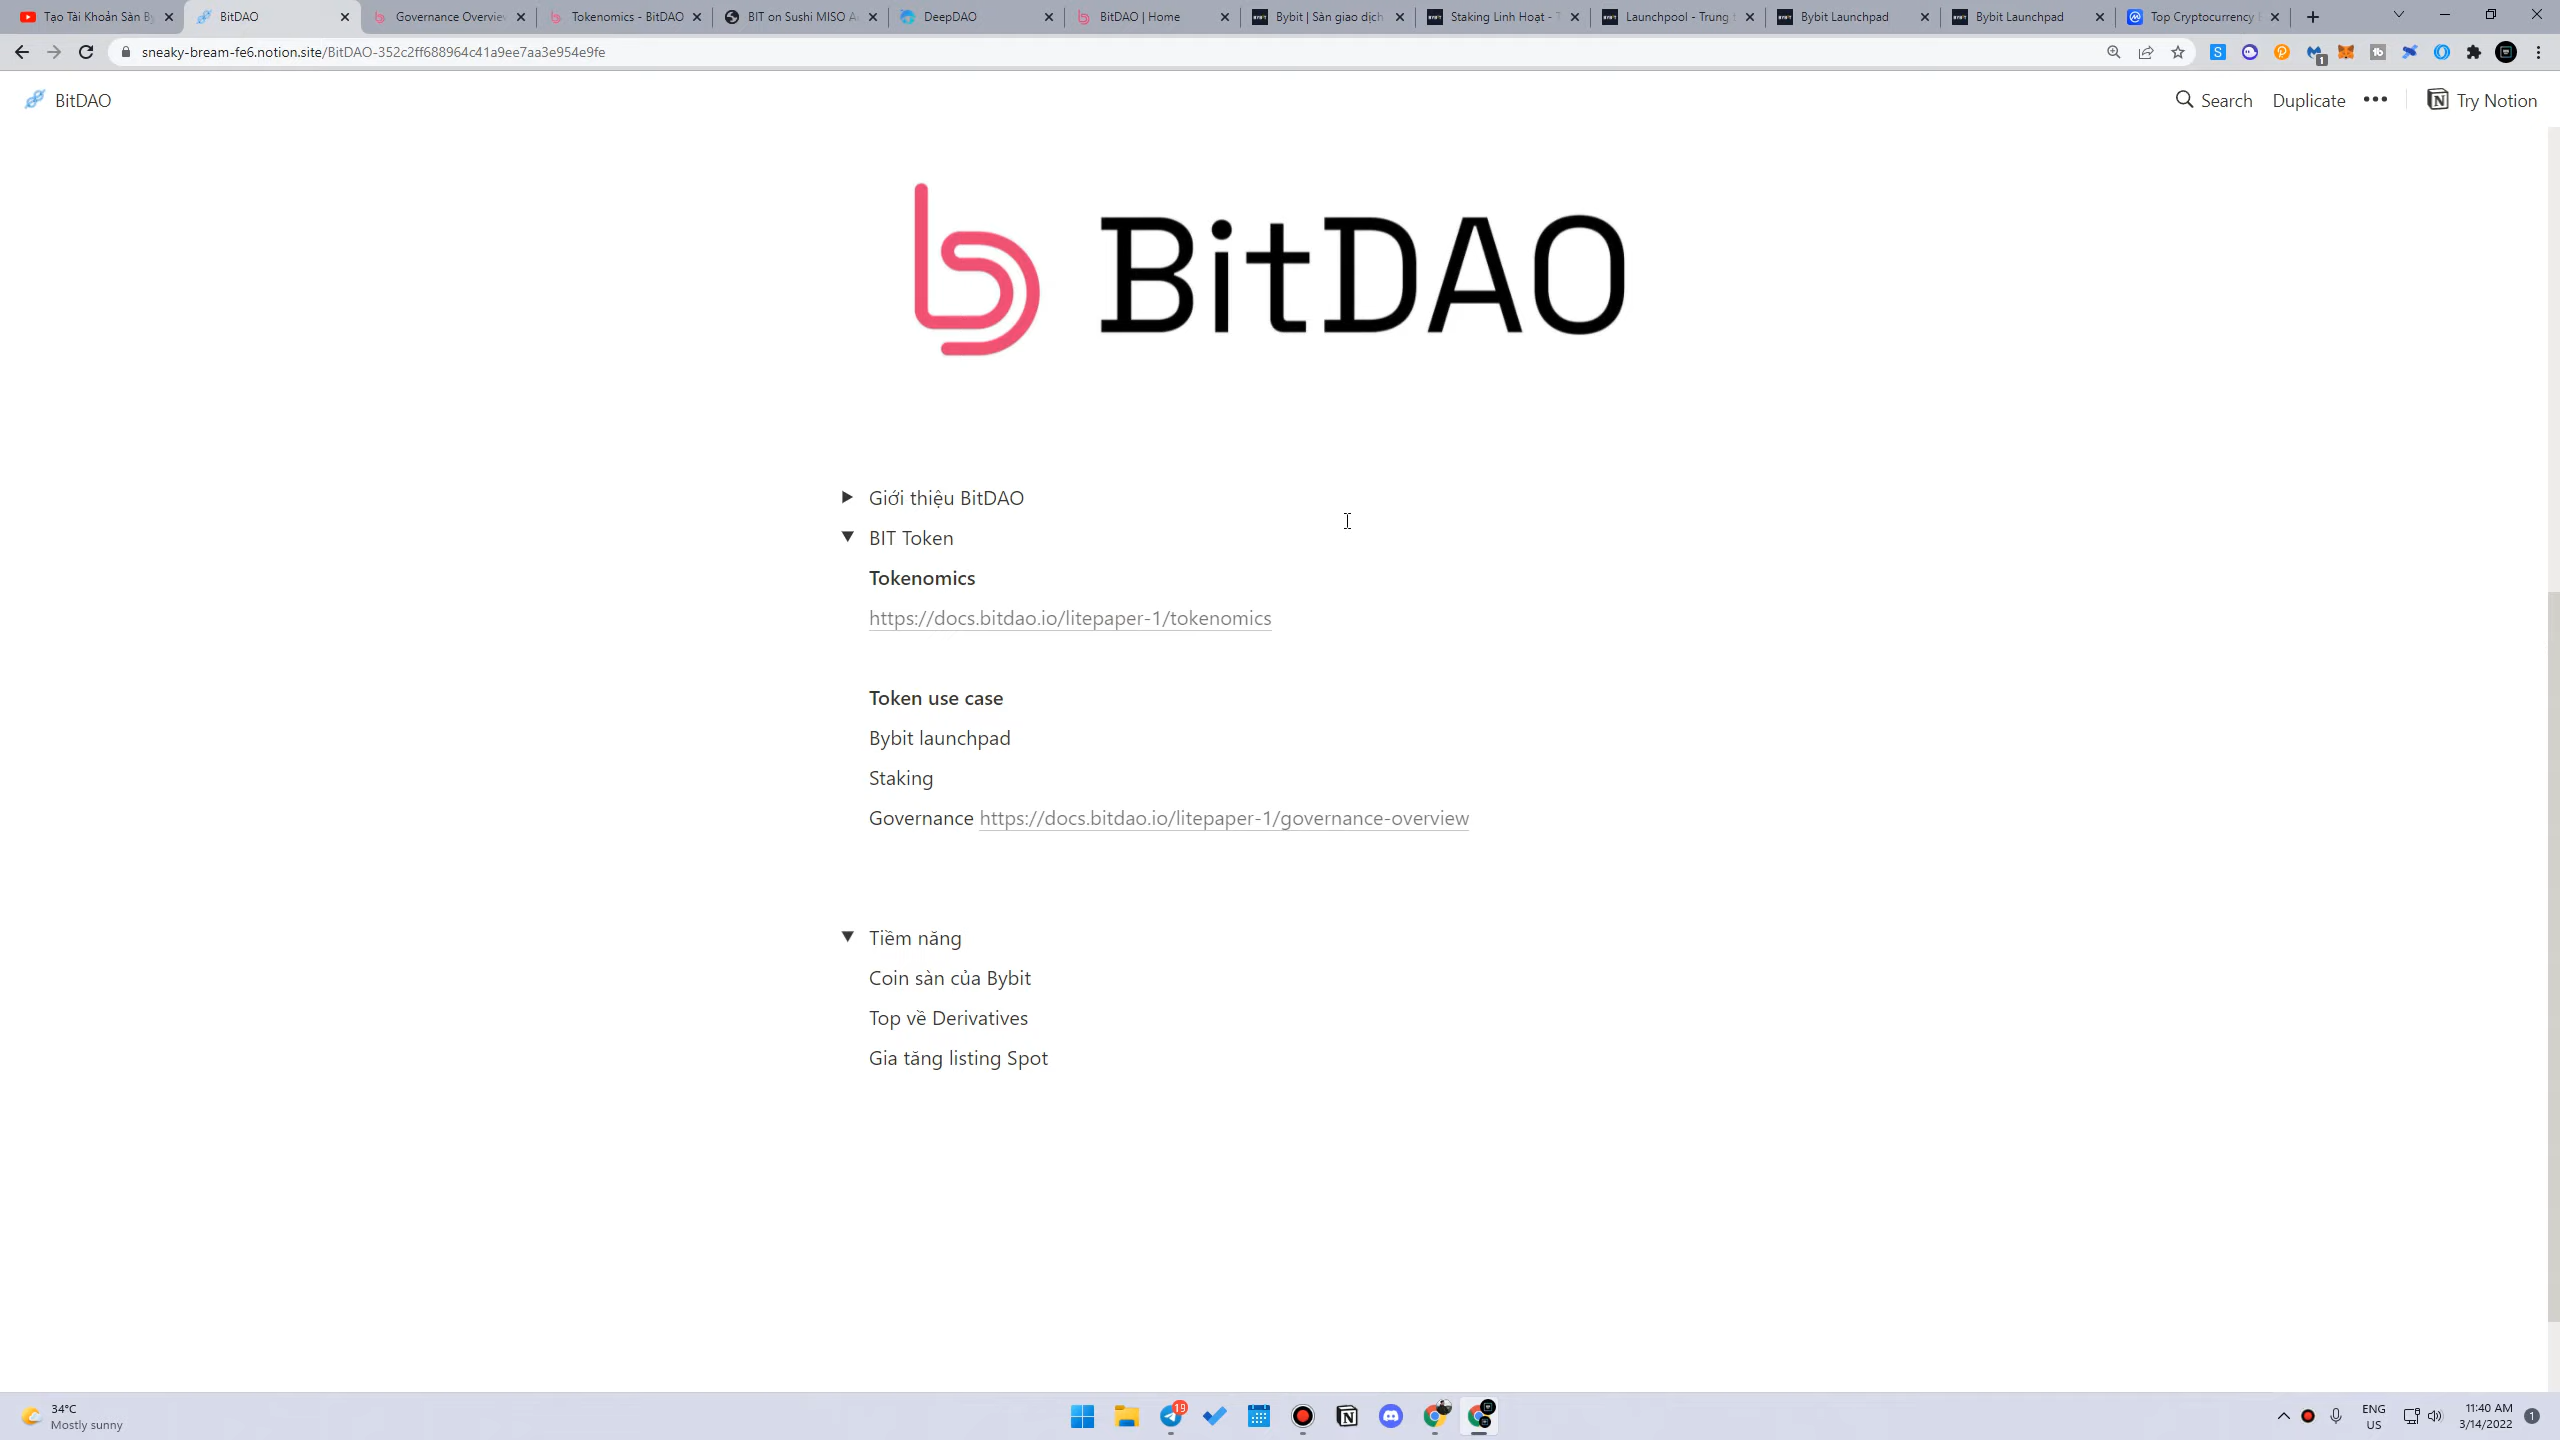 Tạo Tài Khoản Sàn By
BitDAO
Governance Overview
Tokenomics - BitDAO
BIT on Sushi MISO A
DeepDAO
BitDAO | Home
Bybit | Sàn giao dịch
Staking Linh Hoạt - T
Launchpool - Trung t
Bybit Launchpad
Bybit Launchpad
Top Cryptocurrency
sneaky-bream-fe6.notion.site/BitDAO-352c2ff688964c41a9ee7aa3e954e9fe
BitDAO
Search
Duplicate
Try Notion
BitDAO
Giới thiệu BitDAO
BIT Token
Tokenomics
https://docs.bitdao.io/litepaper-1/tokenomics
Token use case
Bybit launchpad
Staking
Governance https://docs.bitdao.io/litepaper-1/governance-overview
Tiềm năng
Coin sàn của Bybit
Top về Derivatives
Gia tăng listing Spot
34°C
Mostly sunny
19
ENG
US
11:40 AM
3/14/2022
1